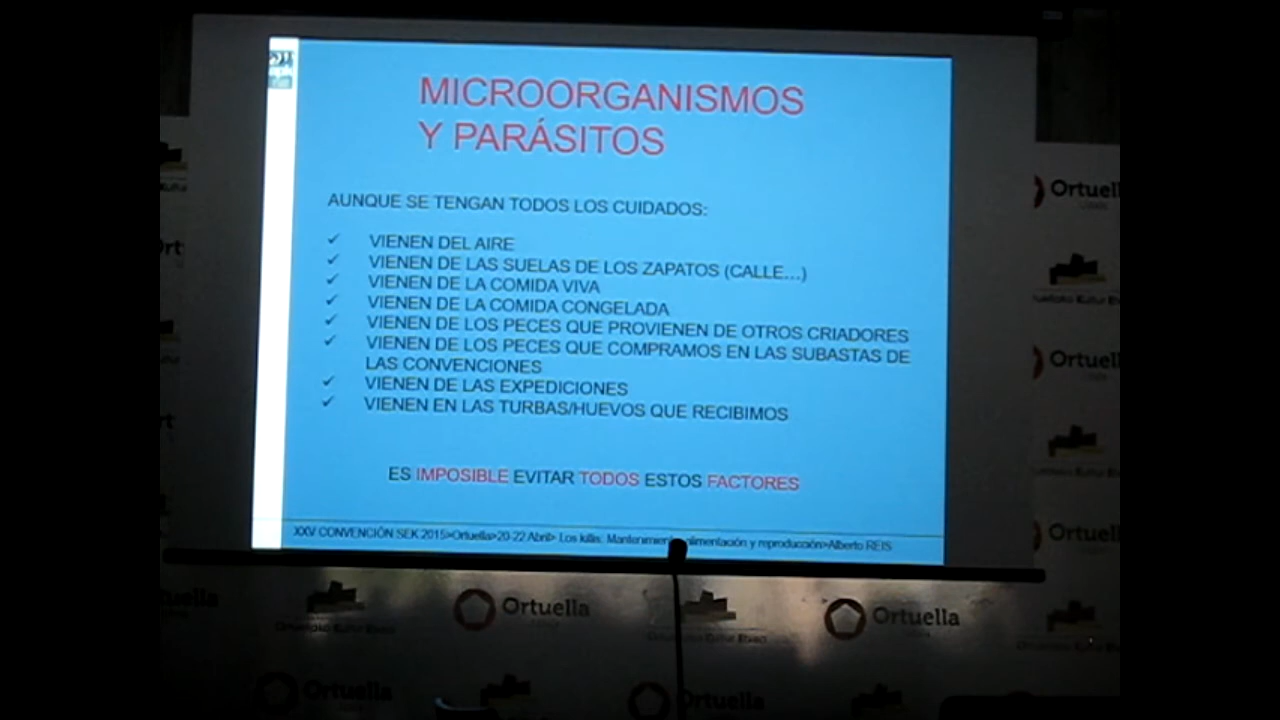 MICROORGANISMOS
Y PARÁSITOS
AUNQUE SE TENGAN TODOS LOS CUIDADOS:
✓ VIENEN DEL AIRE
✓ VIENEN DE LAS SUELAS DE LOS ZAPATOS (CALLE...)
✓ VIENEN DE LA COMIDA VIVA
✓ VIENEN DE LA COMIDA CONGELADA
✓ VIENEN DE LOS PECES QUE PROVIENEN DE OTROS CRIADORES
✓ VIENEN DE LOS PECES QUE COMPRAMOS EN LAS SUBASTAS DE
LAS CONVENCIONES
✓ VIENEN DE LAS EXPEDICIONES
✓ VIENEN EN LAS TURBAS/HUEVOS QUE RECIBIMOS
ES IMPOSIBLE EVITAR TODOS ESTOS FACTORES
XXV CONVENCIÓN SEK 2015>Ortuella>20-22 Abril> Los killis: alimentación y reproducción>Alberto REIS
Ortuell
Ortuell
Ortuell
Ortuella Ortuella
Ortuella Ortuella